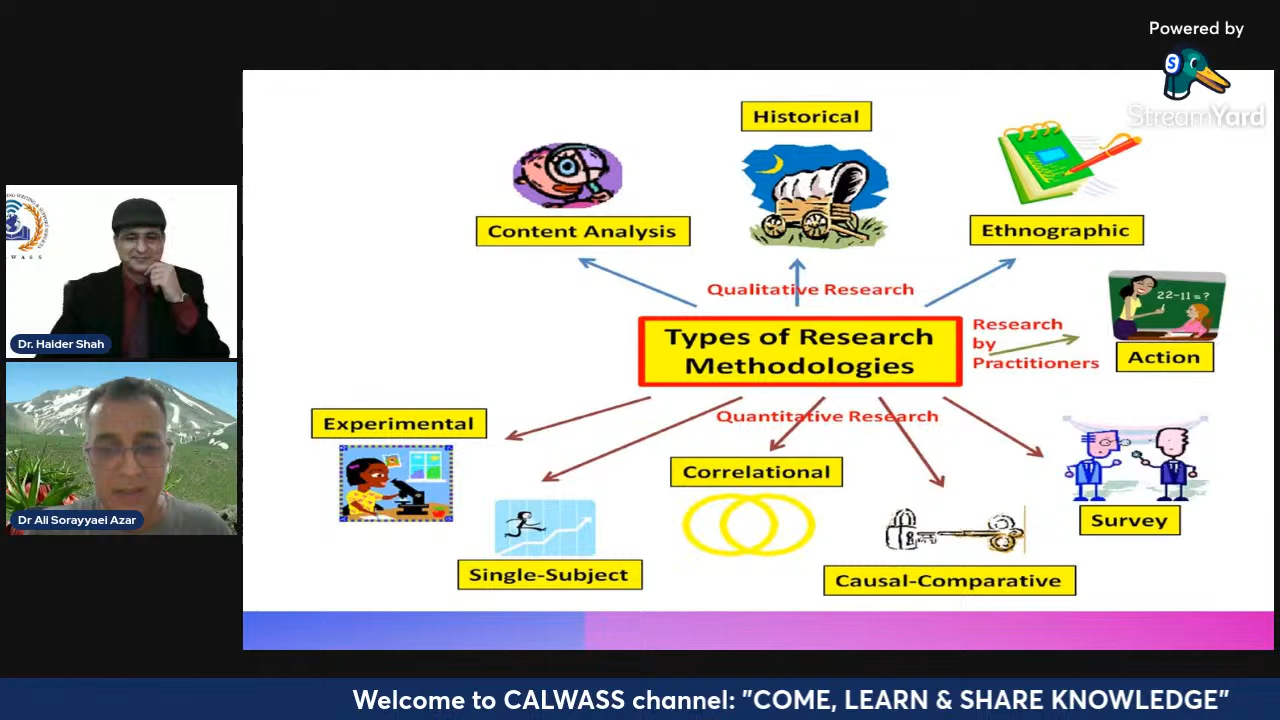 Powered by
StreamYard
Historical
Content Analysis
Ethnographic
Qualitative Research
22-11=?
Types of Research
Methodologies
Research
by
Practitioners
Action
Quantitative Research
Experimental
Correlational
Survey
Single-Subject
Causal-Comparative
Dr. Haider Shah
Dr Ali Sorayyaei Azar
Welcome to CALWASS channel: "COME, LEARN & SHARE KNOWLEDGE"